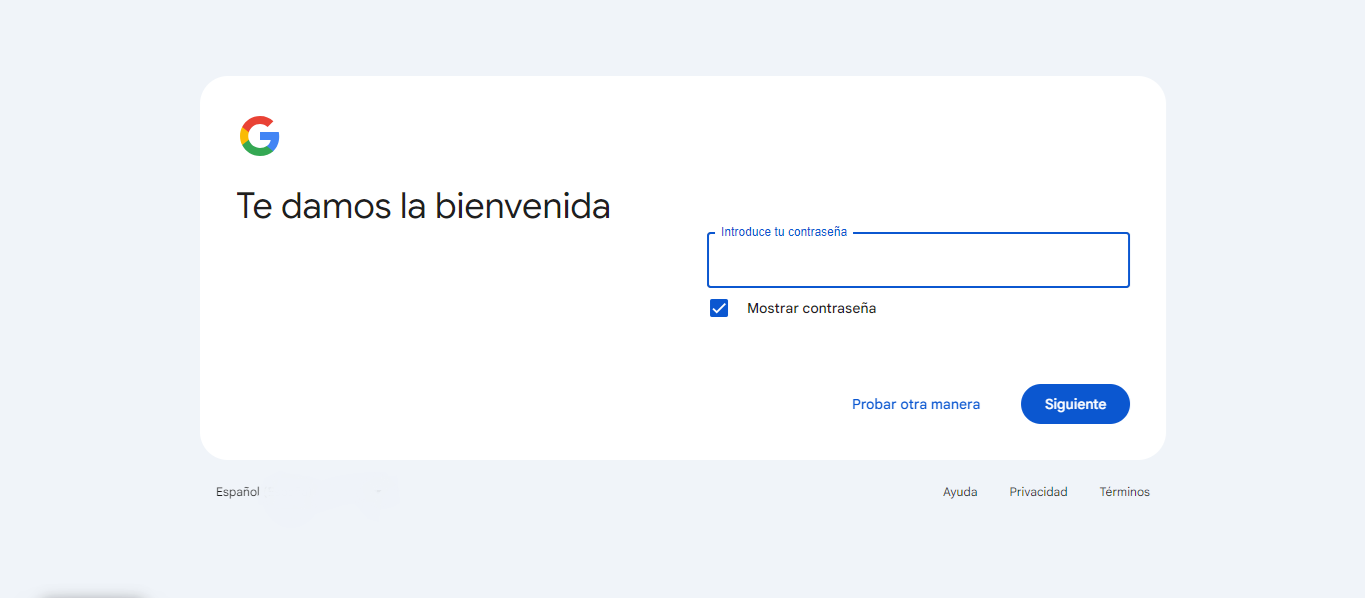 Te damos la bienvenida
Introduce tu contraseña
Mostrar contraseña
Probar otra manera
Siguiente
Español
Ayuda
Privacidad
Términos